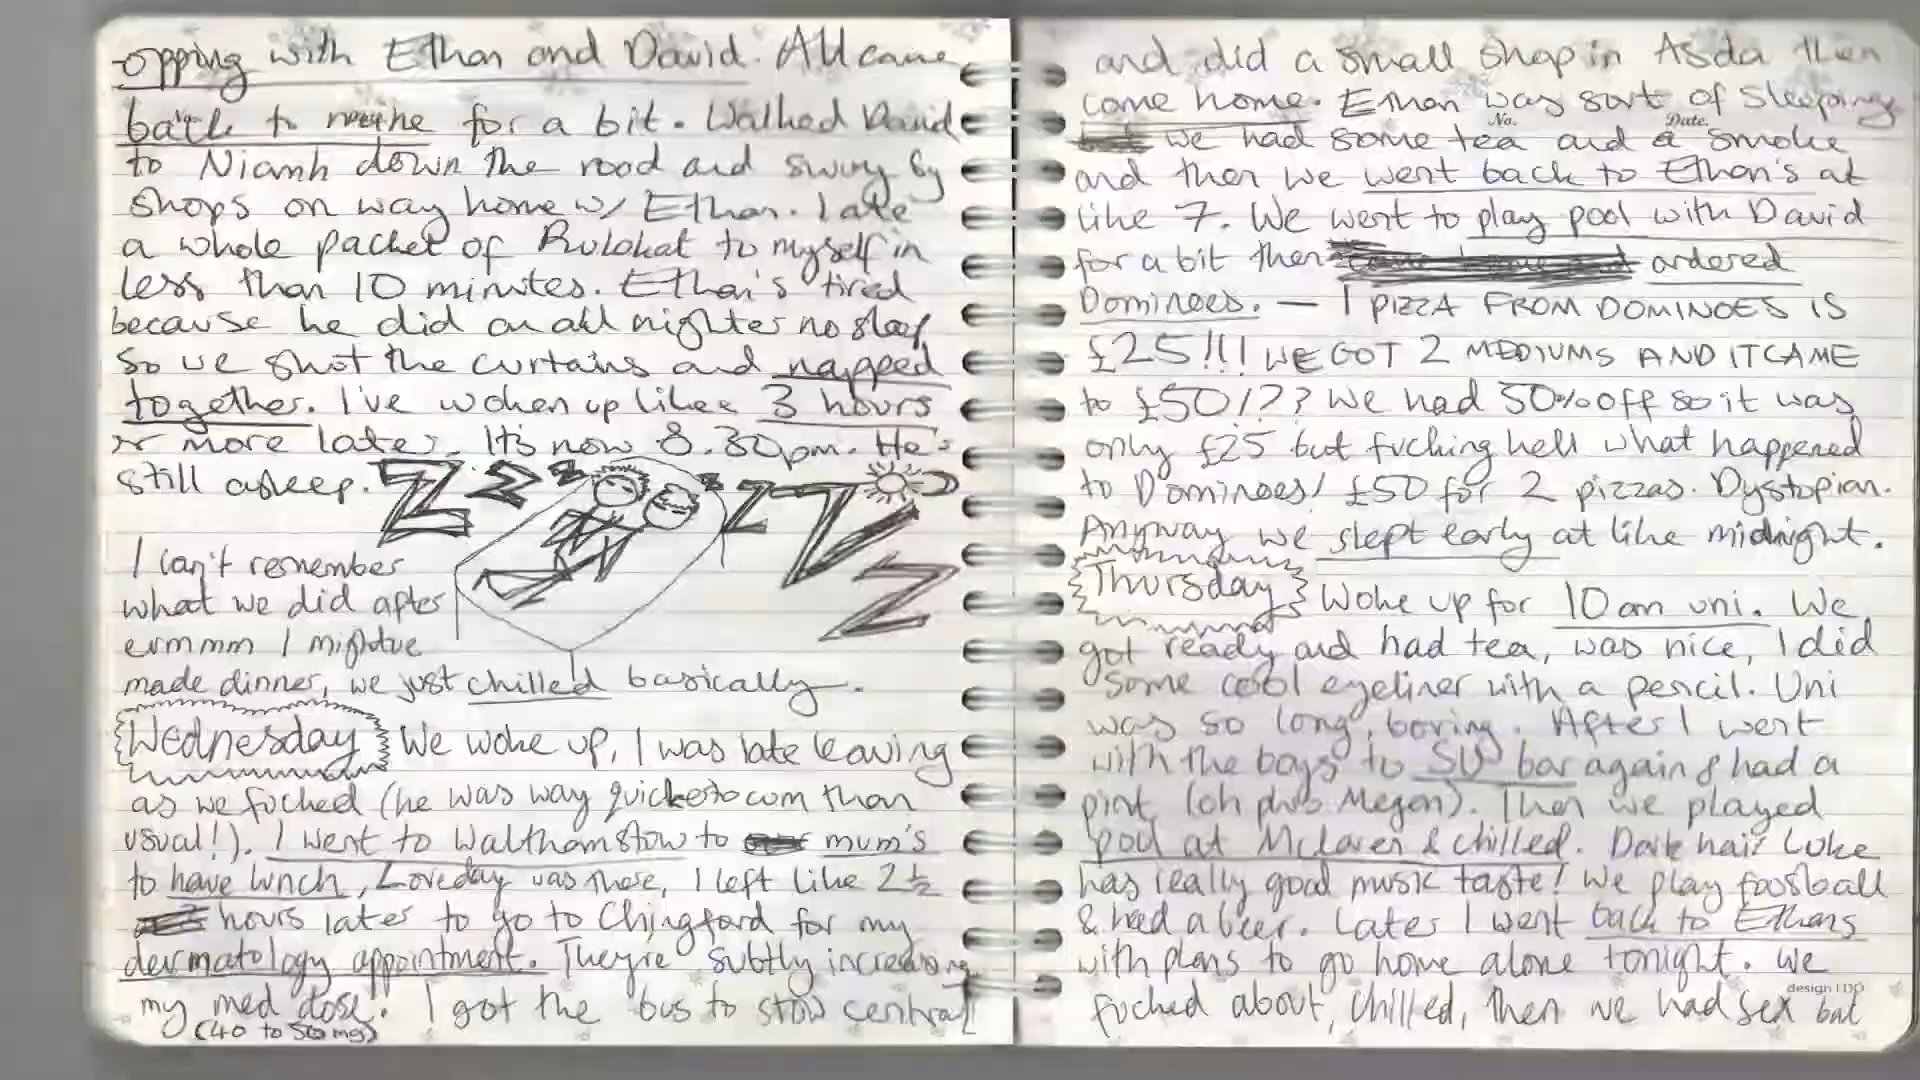 opping with Ethan and David. All came
back to mine for a bit. Walked David
to Niamh down the road and swung by
shops on way home w/ Ethan. I ate
a whole packet of Rulokat to myself in
less than 10 minutes. Ethan's tired
because he did an all nighter no sleep
so we shut the curtains and napped
together. I've woken up like 3 hours
or more later. It's now 8.30pm. He's
still asleep. Z z z z Z Z Z
I can't remember
what we did after
ermmm I mightve
made dinner, we just chilled basically.
Wednesday We woke up, I was late leaving
as we fucked (he was way quicker to cum than
usual!). I went to Walthamstow to mum's
to have lunch, Loveday was there, I left like 2½
hours later to go to Chingford for my
dermatology appointment. They're subtly increasing
my med dose! I got the bus to stow central
(40 to 50mg)
and did a small shop in Asda then
came home. Ethan was sort of sleeping
No. Date.
we had some tea and a smoke
and then we went back to Ethan's at
like 7. We went to play pool with David
for a bit then ordered
Dominoes. — 1 PIZZA FROM DOMINOES IS
£25!!! WE GOT 2 MEDIUMS AND IT CAME
to £50!?? We had 50% off so it was
only £25 but fucking hell what happened
to Dominoes! £50 for 2 pizzas. Dystopian.
Anyway we slept early at like midnight.
Thursday Woke up for 10am uni. We
got ready and had tea, was nice, I did
some cool eyeliner with a pencil. Uni
was so long, boring. After I went
with the boys to SU bar again & had a
pint (oh plus Megan). Then we played
pool at Mclaren & chilled. Dark hair Luke
has really good music taste! We play foosball
& had a beer. Later I went back to Ethans
with plans to go home alone tonight. We
design IDO
fucked about, chilled, then we had sex but